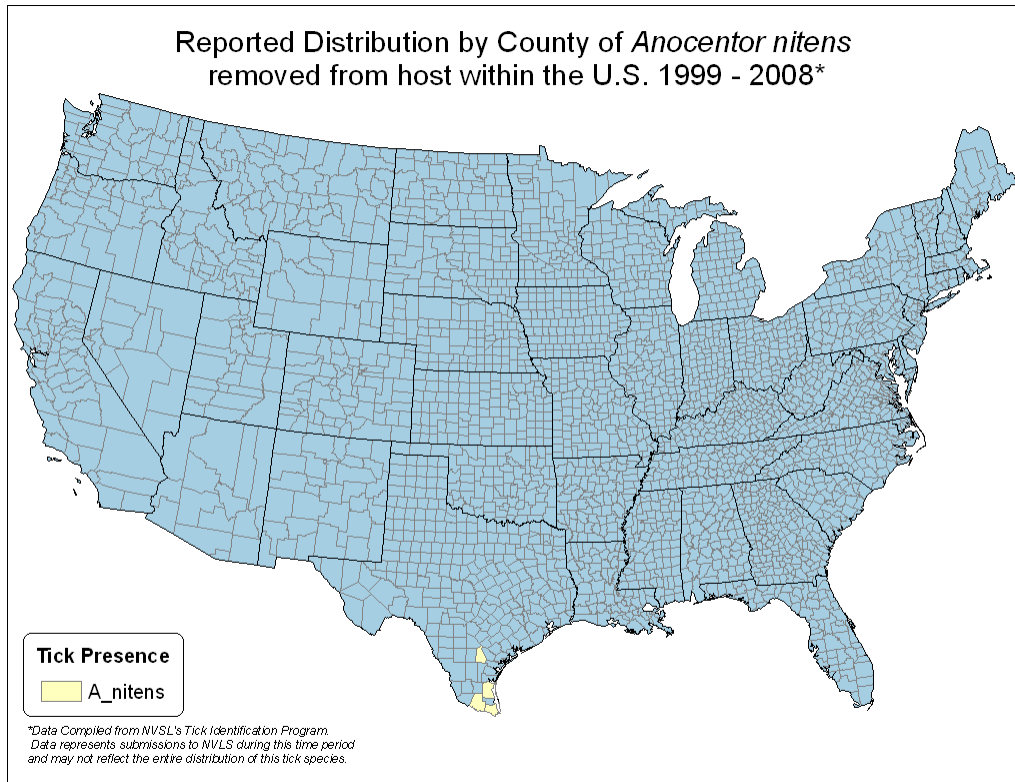 Reported Distribution by County of Anocentor nitens
removed from host within the U.S. 1999 - 2008*
Tick Presence
A_nitens
*Data Compiled from NVSL's Tick Identification Program.
Data represents submissions to NVLS during this time period
and may not reflect the entire distribution of this tick species.